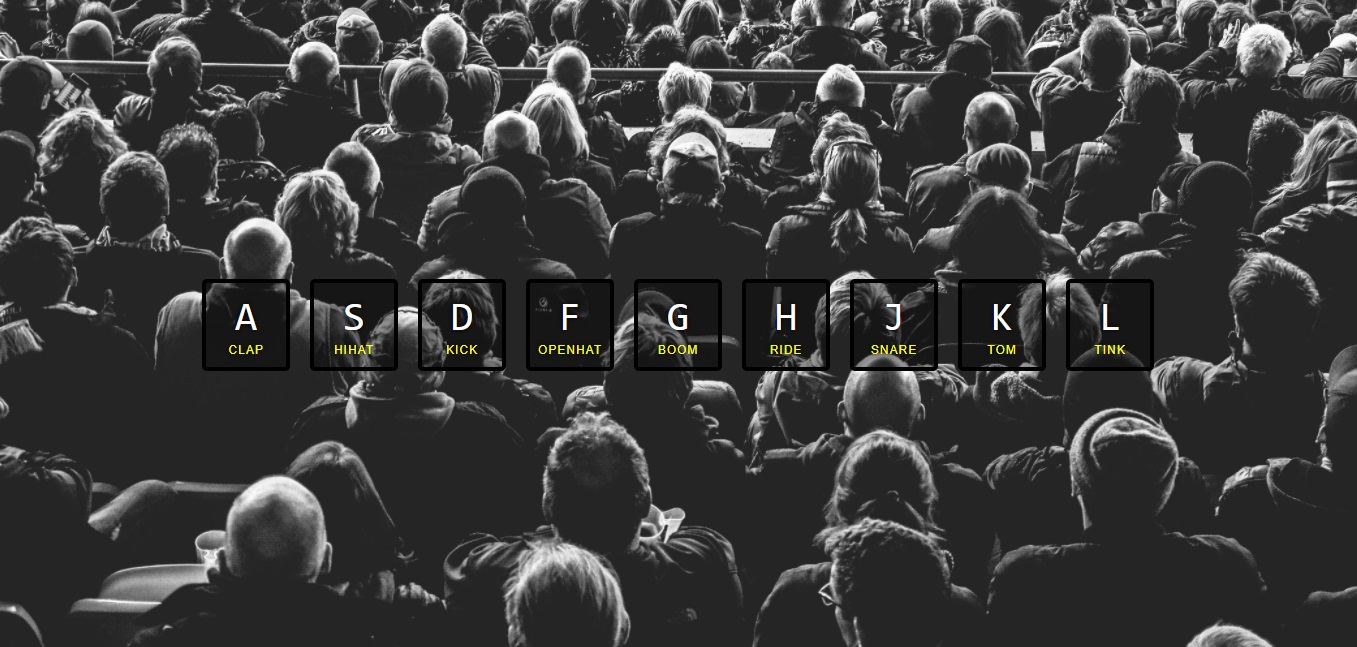 A S D F G H J K L
CLAP HIHAT KICK OPENHAT BOOM RIDE SNARE TOM TINK